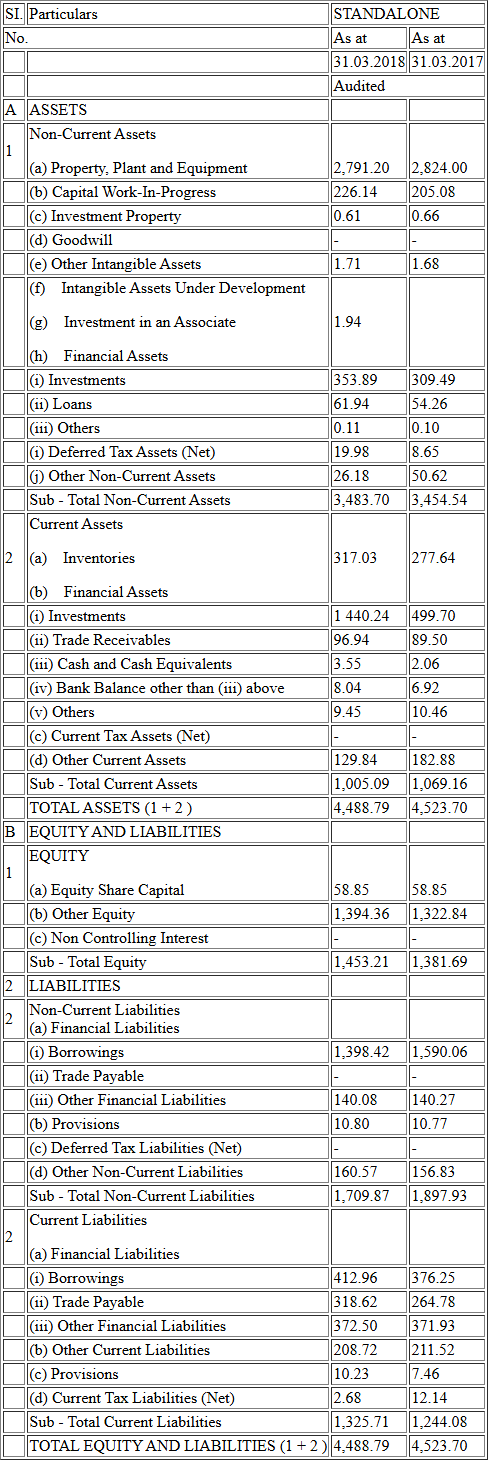 SI. Particulars STANDALONE
No. As at As at
31.03.2018 31.03.2017
Audited
A ASSETS
Non-Current Assets
1
(a) Property, Plant and Equipment 2,791.20 2,824.00
(b) Capital Work-In-Progress 226.14 205.08
(c) Investment Property 0.61 0.66
(d) Goodwill - -
(e) Other Intangible Assets 1.71 1.68
(f) Intangible Assets Under Development
(g) Investment in an Associate 1.94
(h) Financial Assets
(i) Investments 353.89 309.49
(ii) Loans 61.94 54.26
(iii) Others 0.11 0.10
(i) Deferred Tax Assets (Net) 19.98 8.65
(j) Other Non-Current Assets 26.18 50.62
Sub - Total Non-Current Assets 3,483.70 3,454.54
Current Assets
2 (a) Inventories 317.03 277.64
(b) Financial Assets
(i) Investments 1 440.24 499.70
(ii) Trade Receivables 96.94 89.50
(iii) Cash and Cash Equivalents 3.55 2.06
(iv) Bank Balance other than (iii) above 8.04 6.92
(v) Others 9.45 10.46
(c) Current Tax Assets (Net) - -
(d) Other Current Assets 129.84 182.88
Sub - Total Current Assets 1,005.09 1,069.16
TOTAL ASSETS (1 + 2 ) 4,488.79 4,523.70
B EQUITY AND LIABILITIES
EQUITY
1
(a) Equity Share Capital 58.85 58.85
(b) Other Equity 1,394.36 1,322.84
(c) Non Controlling Interest - -
Sub - Total Equity 1,453.21 1,381.69
2 LIABILITIES
2 Non-Current Liabilities
(a) Financial Liabilities
(i) Borrowings 1,398.42 1,590.06
(ii) Trade Payable - -
(iii) Other Financial Liabilities 140.08 140.27
(b) Provisions 10.80 10.77
(c) Deferred Tax Liabilities (Net) - -
(d) Other Non-Current Liabilities 160.57 156.83
Sub - Total Non-Current Liabilities 1,709.87 1,897.93
Current Liabilities
2
(a) Financial Liabilities
(i) Borrowings 412.96 376.25
(ii) Trade Payable 318.62 264.78
(iii) Other Financial Liabilities 372.50 371.93
(b) Other Current Liabilities 208.72 211.52
(c) Provisions 10.23 7.46
(d) Current Tax Liabilities (Net) 2.68 12.14
Sub - Total Current Liabilities 1,325.71 1,244.08
TOTAL EQUITY AND LIABILITIES (1 + 2 ) 4,488.79 4,523.70